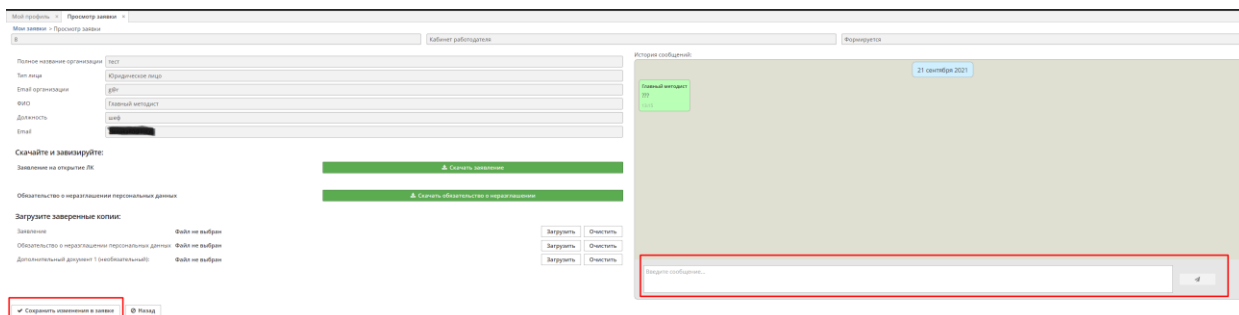 Мой профиль × Просмотр заявки ×
Мои заявки > Просмотр заявки
8 Кабинет работодателя Формируется
Полное название организации тест
Тип лица Юридическое лицо
Email организации
ФИО Главный методист
Должность шеф
Email
Скачайте и завизируйте:
Заявление на открытие ЛК Скачать заявление
Обязательство о неразглашении персональных данных Скачать обязательство о неразглашении
Загрузите заверенные копии:
Заявление Файл не выбран Загрузить Очистить
Обязательство о неразглашении персональных данных Файл не выбран Загрузить Очистить
Дополнительный документ 1 (необязательный): Файл не выбран Загрузить Очистить
Сохранить изменения в заявке Назад
История сообщений:
21 сентября 2021
Главный методист
???
Введите сообщение...